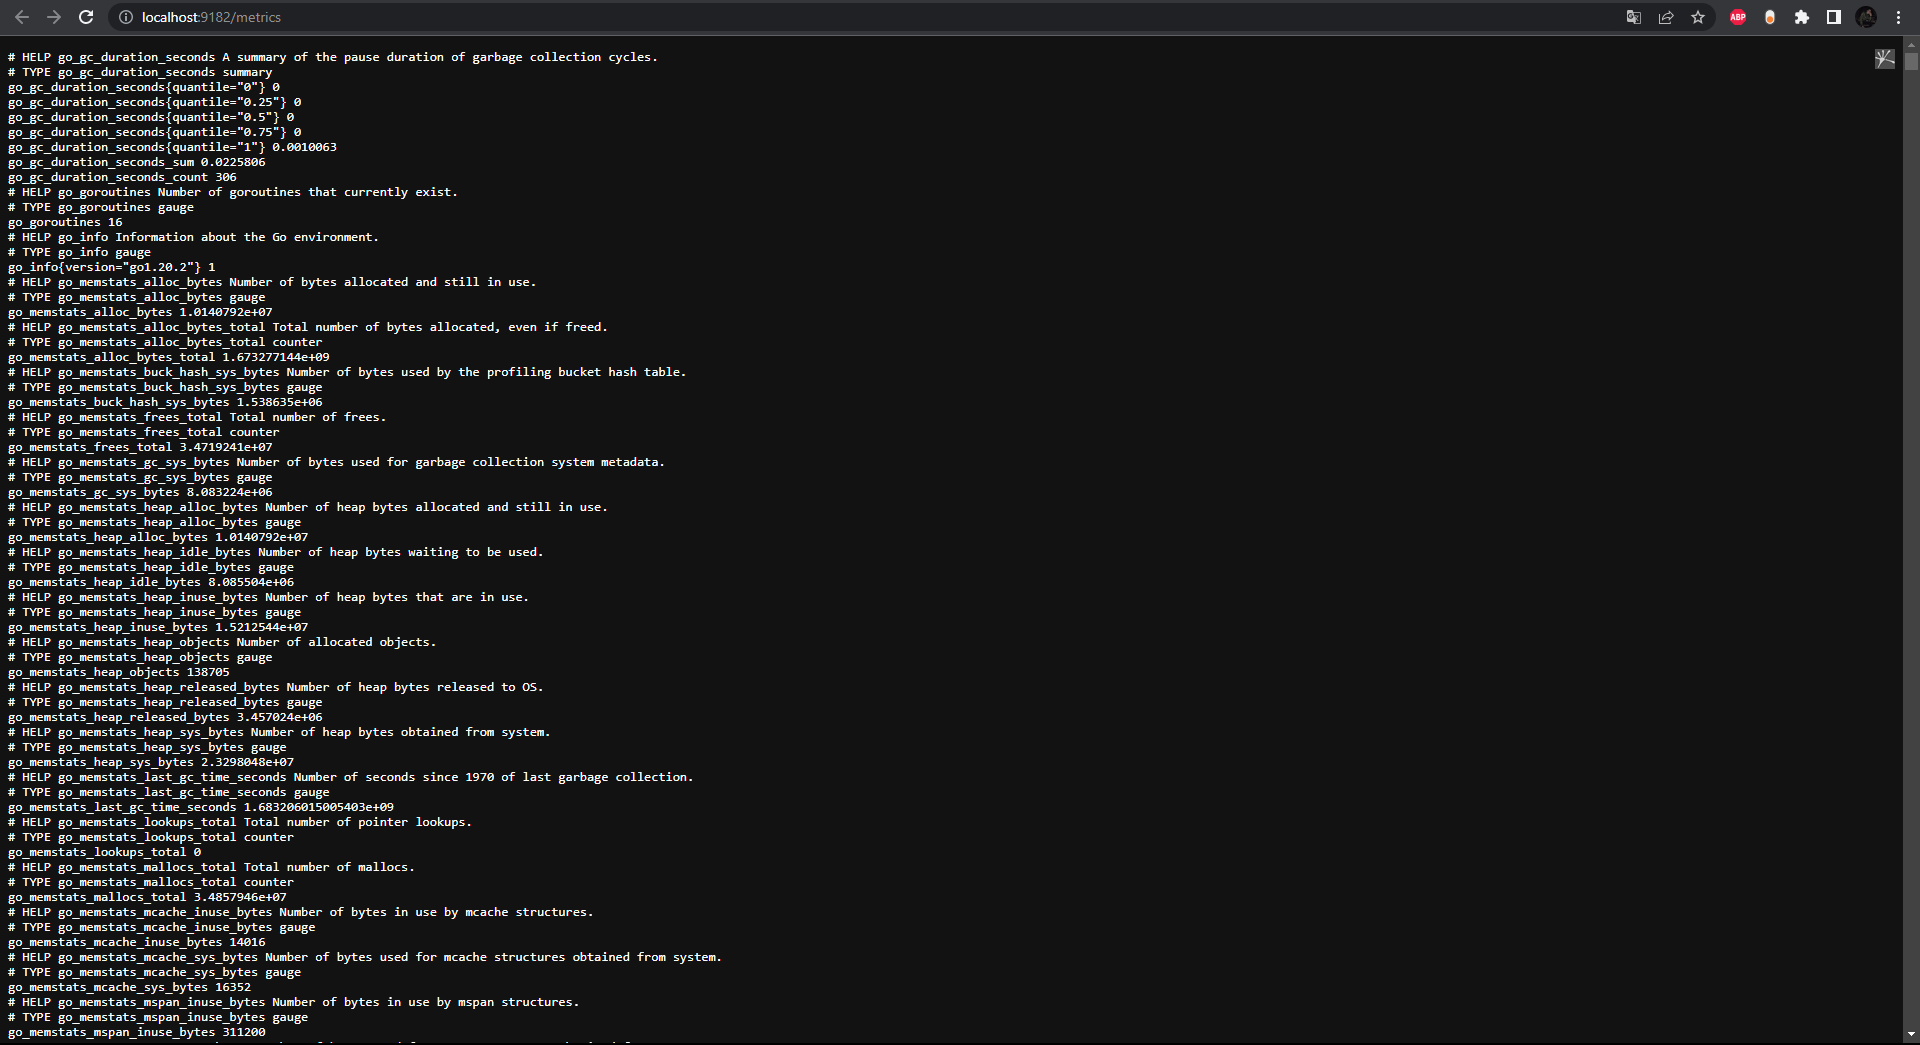 localhost:9182/metrics
ABP
# HELP go_gc_duration_seconds A summary of the pause duration of garbage collection cycles.
# TYPE go_gc_duration_seconds summary
go_gc_duration_seconds{quantile="0"} 0
go_gc_duration_seconds{quantile="0.25"} 0
go_gc_duration_seconds{quantile="0.5"} 0
go_gc_duration_seconds{quantile="0.75"} 0
go_gc_duration_seconds{quantile="1"} 0.0010063
go_gc_duration_seconds_sum 0.0225806
go_gc_duration_seconds_count 306
# HELP go_goroutines Number of goroutines that currently exist.
# TYPE go_goroutines gauge
go_goroutines 16
# HELP go_info Information about the Go environment.
# TYPE go_info gauge
go_info{version="go1.20.2"} 1
# HELP go_memstats_alloc_bytes Number of bytes allocated and still in use.
# TYPE go_memstats_alloc_bytes gauge
go_memstats_alloc_bytes 1.0140792e+07
# HELP go_memstats_alloc_bytes_total Total number of bytes allocated, even if freed.
# TYPE go_memstats_alloc_bytes_total counter
go_memstats_alloc_bytes_total 1.673277144e+09
# HELP go_memstats_buck_hash_sys_bytes Number of bytes used by the profiling bucket hash table.
# TYPE go_memstats_buck_hash_sys_bytes gauge
go_memstats_buck_hash_sys_bytes 1.538635e+06
# HELP go_memstats_frees_total Total number of frees.
# TYPE go_memstats_frees_total counter
go_memstats_frees_total 3.4719241e+07
# HELP go_memstats_gc_sys_bytes Number of bytes used for garbage collection system metadata.
# TYPE go_memstats_gc_sys_bytes gauge
go_memstats_gc_sys_bytes 8.083224e+06
# HELP go_memstats_heap_alloc_bytes Number of heap bytes allocated and still in use.
# TYPE go_memstats_heap_alloc_bytes gauge
go_memstats_heap_alloc_bytes 1.0140792e+07
# HELP go_memstats_heap_idle_bytes Number of heap bytes waiting to be used.
# TYPE go_memstats_heap_idle_bytes gauge
go_memstats_heap_idle_bytes 8.085504e+06
# HELP go_memstats_heap_inuse_bytes Number of heap bytes that are in use.
# TYPE go_memstats_heap_inuse_bytes gauge
go_memstats_heap_inuse_bytes 1.5212544e+07
# HELP go_memstats_heap_objects Number of allocated objects.
# TYPE go_memstats_heap_objects gauge
go_memstats_heap_objects 138705
# HELP go_memstats_heap_released_bytes Number of heap bytes released to OS.
# TYPE go_memstats_heap_released_bytes gauge
go_memstats_heap_released_bytes 3.457024e+06
# HELP go_memstats_heap_sys_bytes Number of heap bytes obtained from system.
# TYPE go_memstats_heap_sys_bytes gauge
go_memstats_heap_sys_bytes 2.3298048e+07
# HELP go_memstats_last_gc_time_seconds Number of seconds since 1970 of last garbage collection.
# TYPE go_memstats_last_gc_time_seconds gauge
go_memstats_last_gc_time_seconds 1.683206015005403e+09
# HELP go_memstats_lookups_total Total number of pointer lookups.
# TYPE go_memstats_lookups_total counter
go_memstats_lookups_total 0
# HELP go_memstats_mallocs_total Total number of mallocs.
# TYPE go_memstats_mallocs_total counter
go_memstats_mallocs_total 3.4857946e+07
# HELP go_memstats_mcache_inuse_bytes Number of bytes in use by mcache structures.
# TYPE go_memstats_mcache_inuse_bytes gauge
go_memstats_mcache_inuse_bytes 14016
# HELP go_memstats_mcache_sys_bytes Number of bytes used for mcache structures obtained from system.
# TYPE go_memstats_mcache_sys_bytes gauge
go_memstats_mcache_sys_bytes 16352
# HELP go_memstats_mspan_inuse_bytes Number of bytes in use by mspan structures.
# TYPE go_memstats_mspan_inuse_bytes gauge
go_memstats_mspan_inuse_bytes 311200